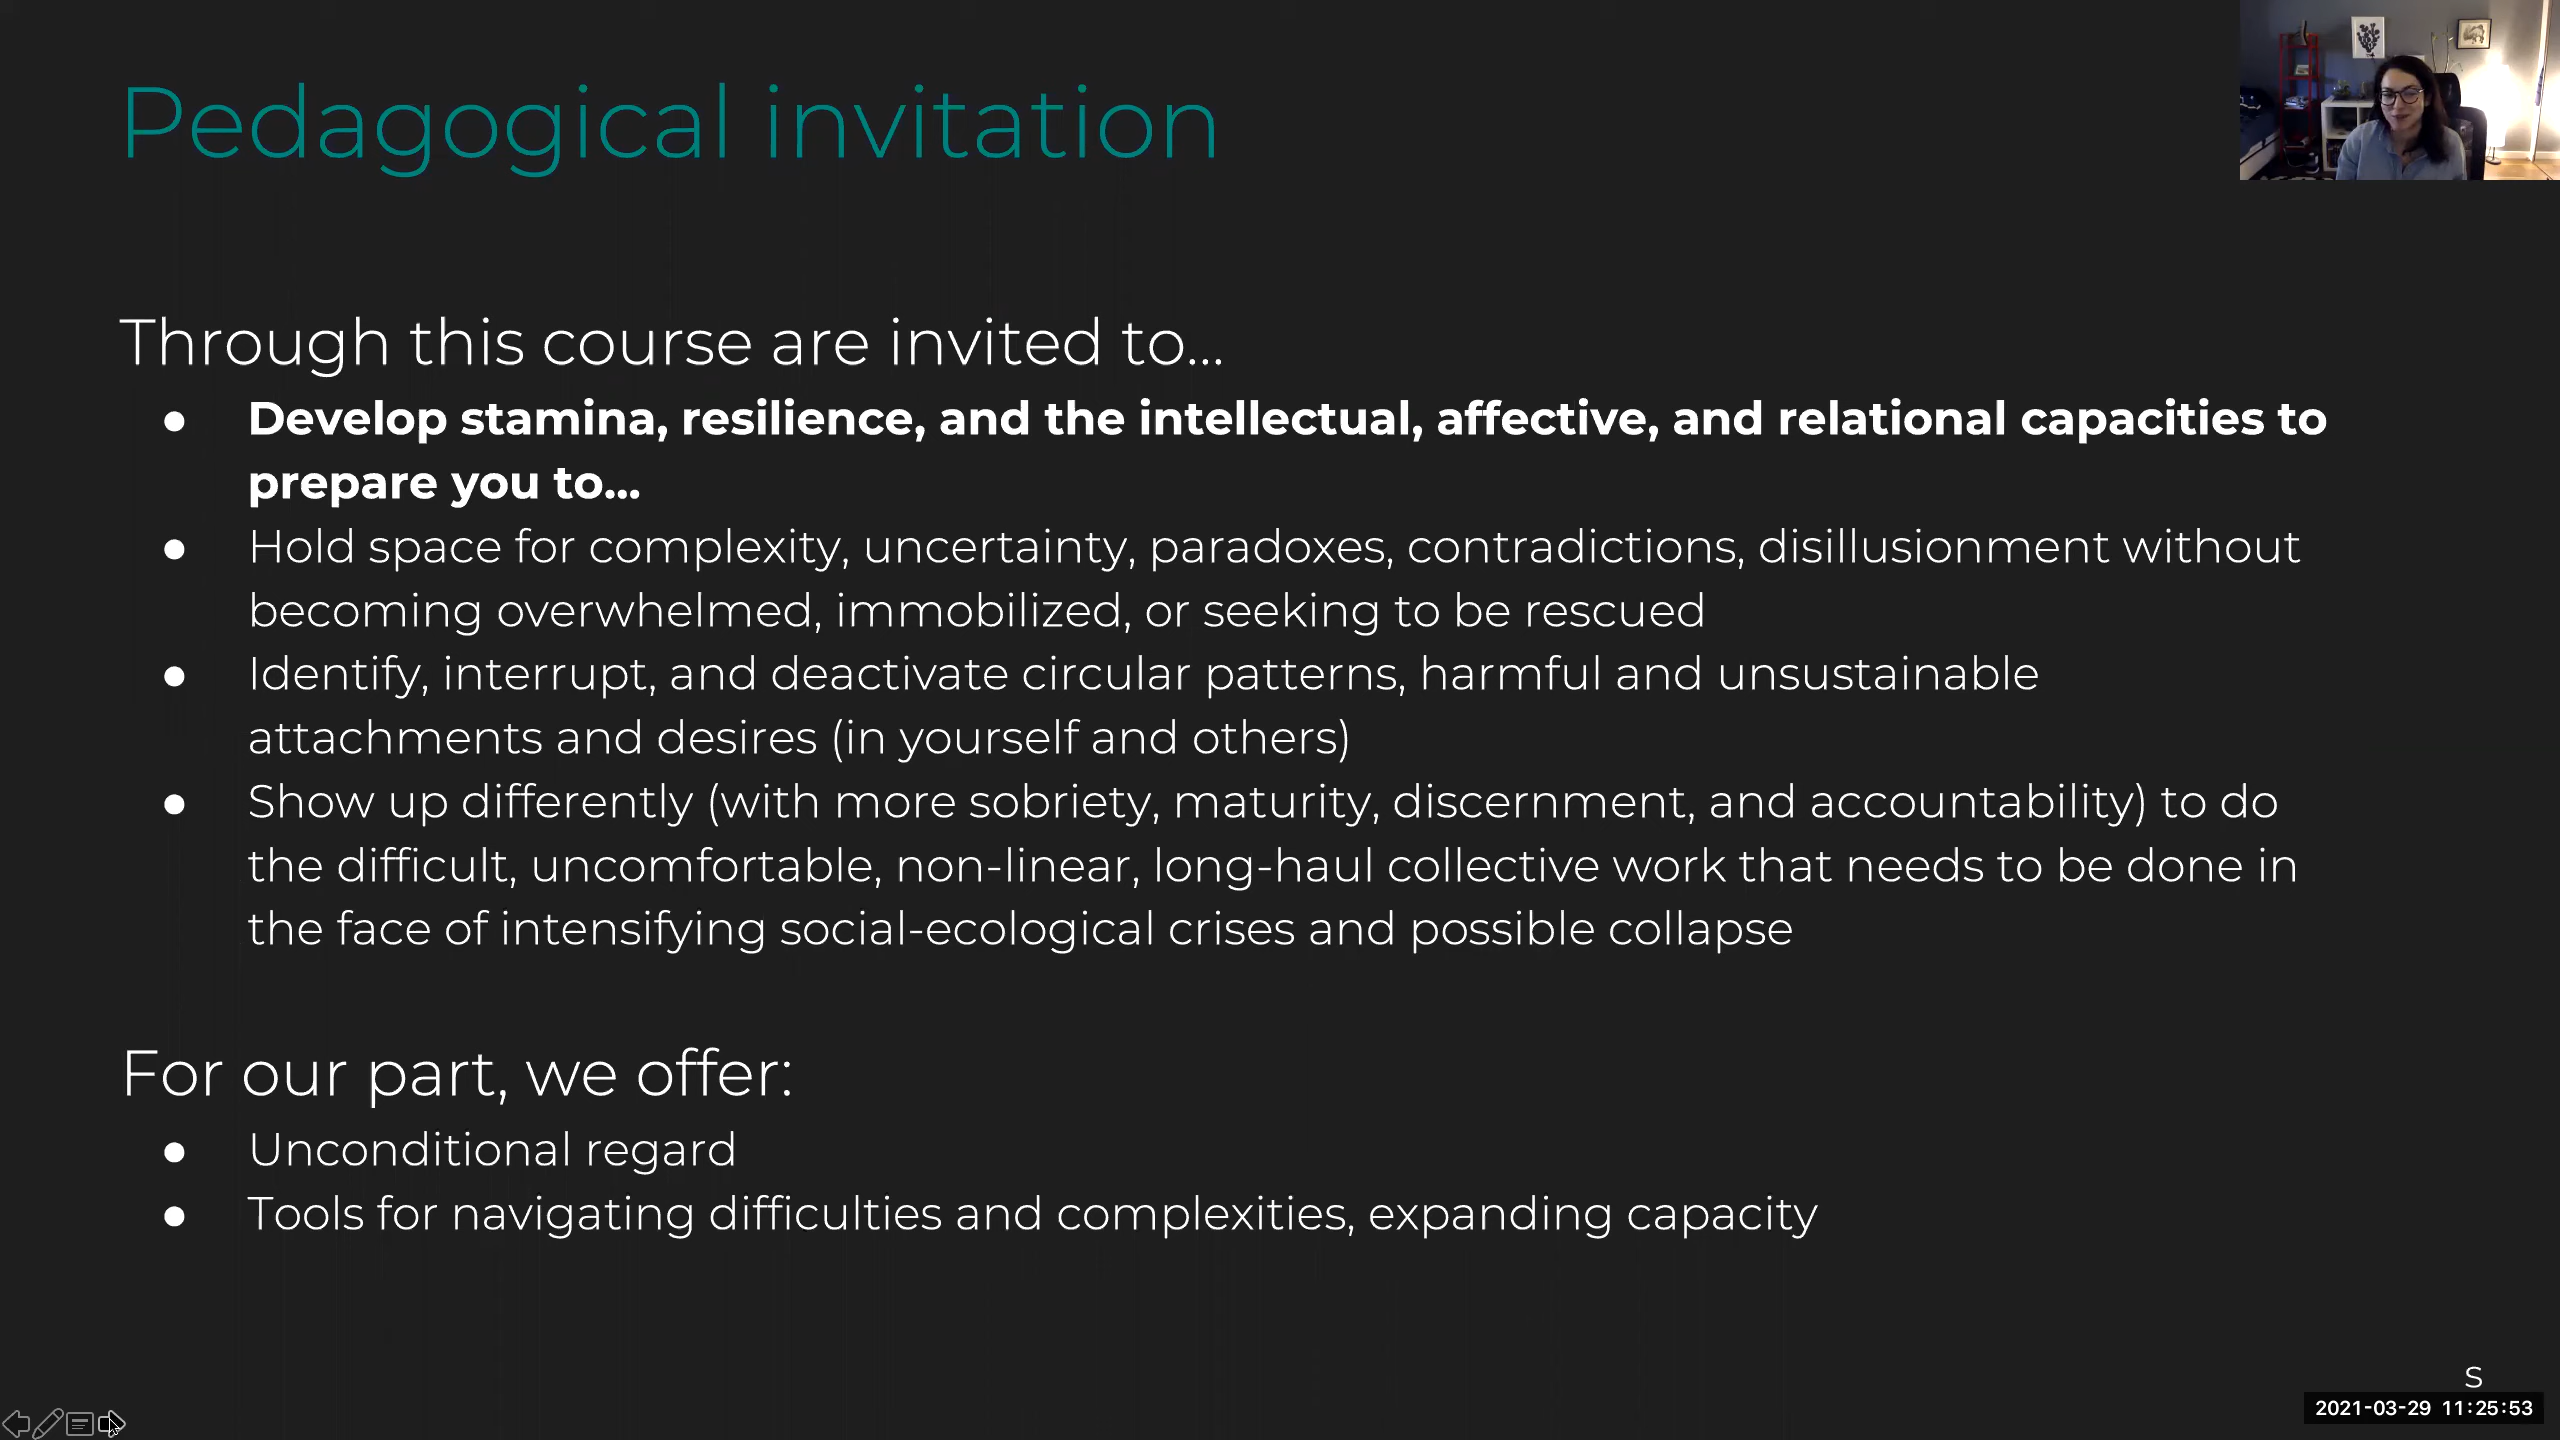 Pedagogical invitation
Through this course are invited to...
● Develop stamina, resilience, and the intellectual, affective, and relational capacities to
prepare you to...
● Hold space for complexity, uncertainty, paradoxes, contradictions, disillusionment without
becoming overwhelmed, immobilized, or seeking to be rescued
● Identify, interrupt, and deactivate circular patterns, harmful and unsustainable
attachments and desires (in yourself and others)
● Show up differently (with more sobriety, maturity, discernment, and accountability) to do
the difficult, uncomfortable, non-linear, long-haul collective work that needs to be done in
the face of intensifying social-ecological crises and possible collapse
For our part, we offer:
● Unconditional regard
● Tools for navigating difficulties and complexities, expanding capacity
S
2021-03-29 11:25:53